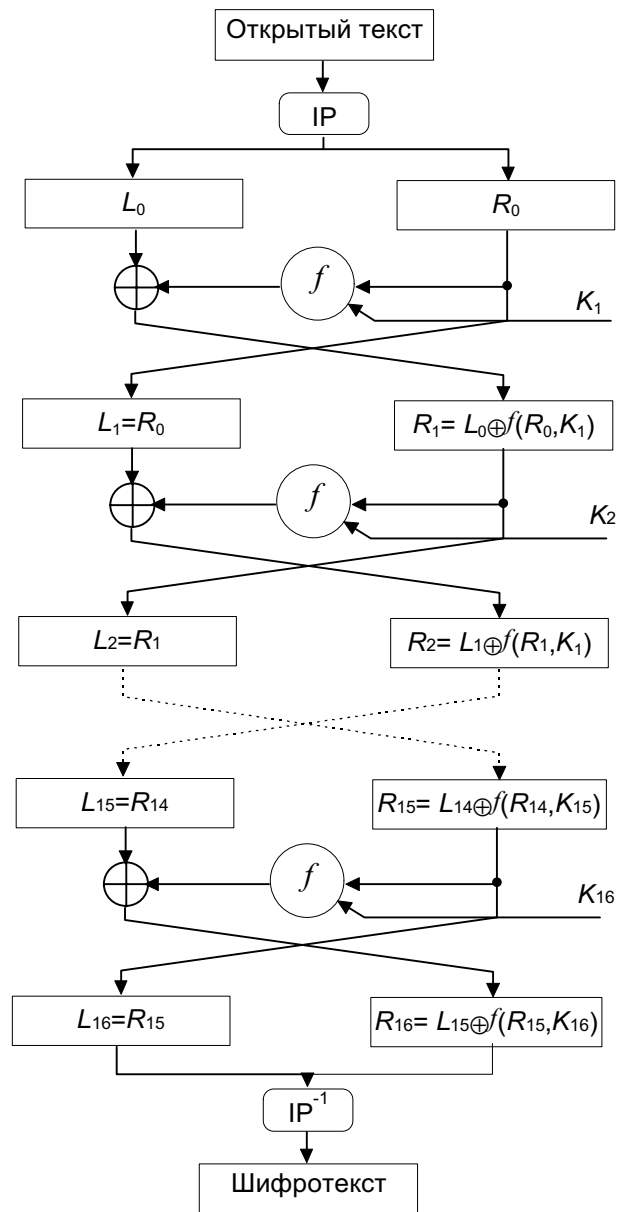 Открытый текст
IP
L₀
R₀
f
K₁
L₁=R₀
R₁= L₀⊕f(R₀,K₁)
f
K₂
L₂=R₁
R₂= L₁⊕f(R₁,K₁)
L₁₅=R₁₄
R₁₅= L₁₄⊕f(R₁₄,K₁₅)
f
K₁₆
L₁₆=R₁₅
R₁₆= L₁₅⊕f(R₁₅,K₁₆)
IP⁻¹
Шифротекст